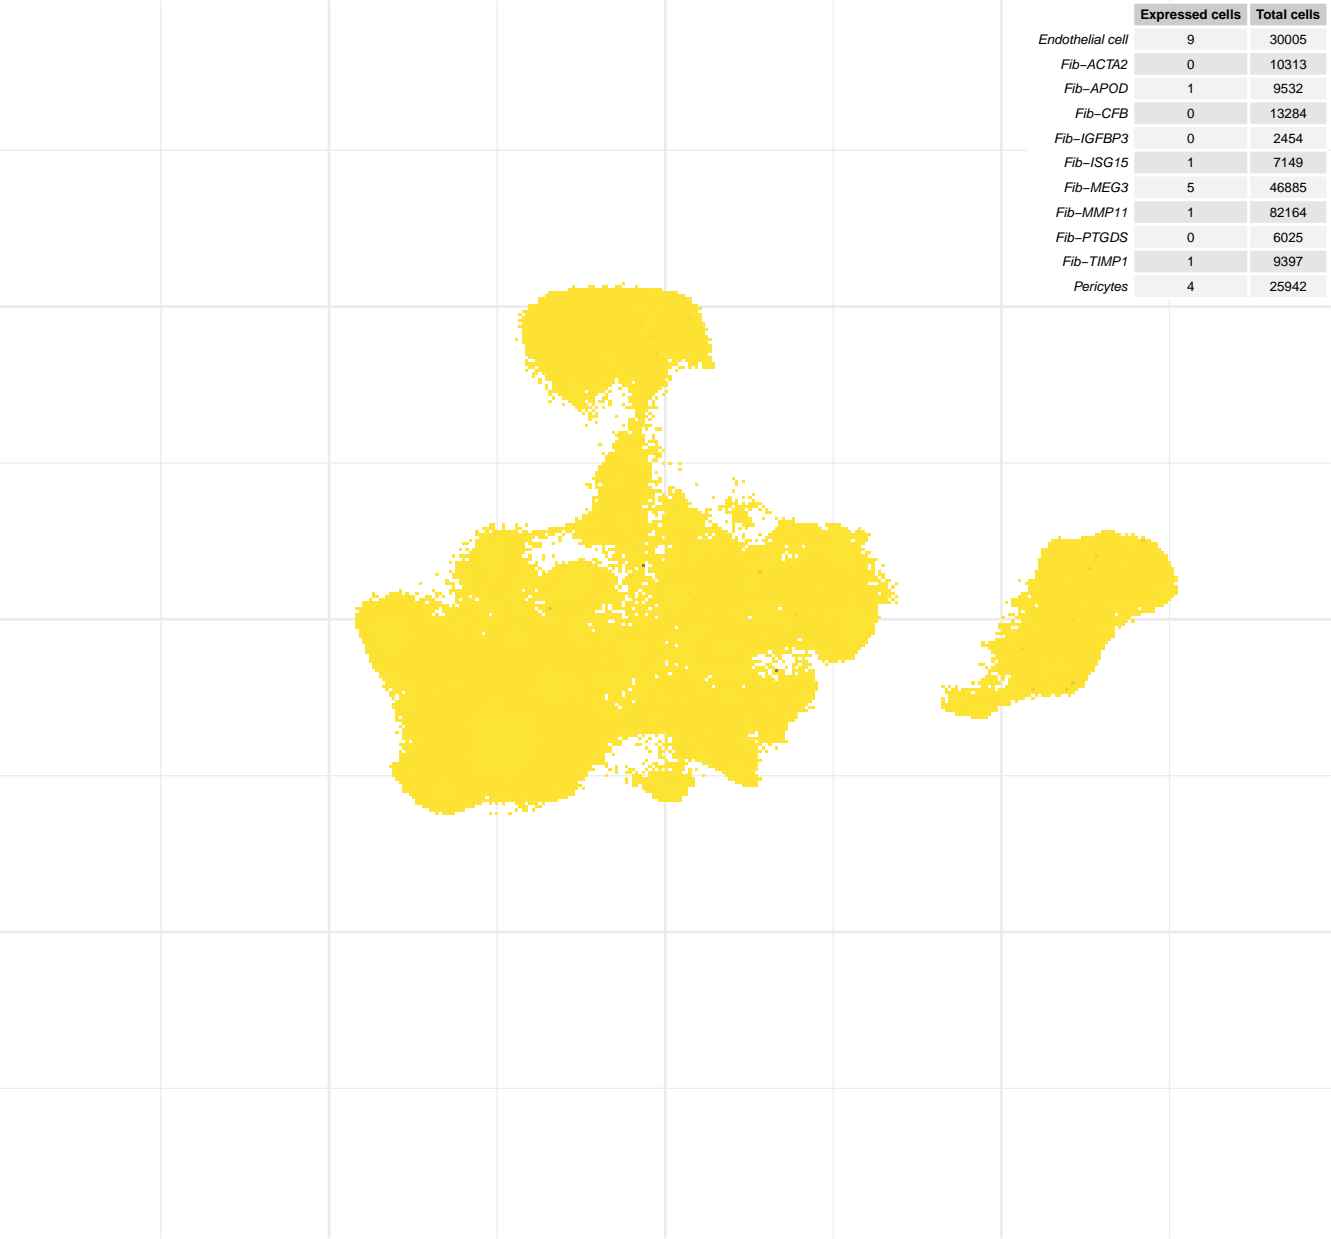 Expressed cells Total cells
Endothelial cell 9 30005
Fib−ACTA2 0 10313
Fib−APOD 1 9532
Fib−CFB 0 13284
Fib−IGFBP3 0 2454
Fib−ISG15 1 7149
Fib−MEG3 5 46885
Fib−MMP11 1 82164
Fib−PTGDS 0 6025
Fib−TIMP1 1 9397
Pericytes 4 25942